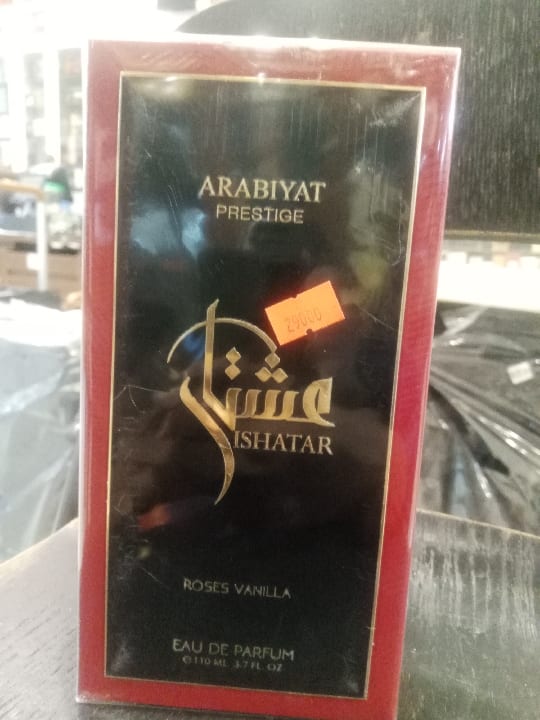 ARABIYAT
PRESTIGE
29000
عشتار
ISHATAR
ROSES VANILLA
EAU DE PARFUM
℮110 ML 3.7 FL. OZ